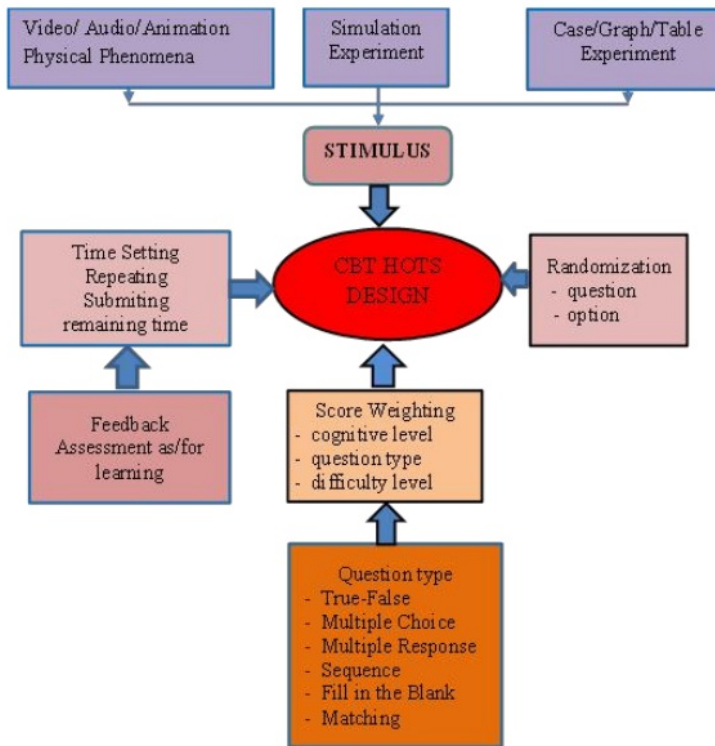 Video/ Audio/Animation
Physical Phenomena
Simulation
Experiment
Case/Graph/Table
Experiment
STIMULUS
Time Setting
Repeating
Submiting
remaining time
CBT HOTS
DESIGN
Randomization
- question
- option
Feedback
Assessment as/for
learning
Score Weighting
- cognitive level
- question type
- difficulty level
Question type
- True-False
- Multiple Choice
- Multiple Response
- Sequence
- Fill in the Blank
- Matching